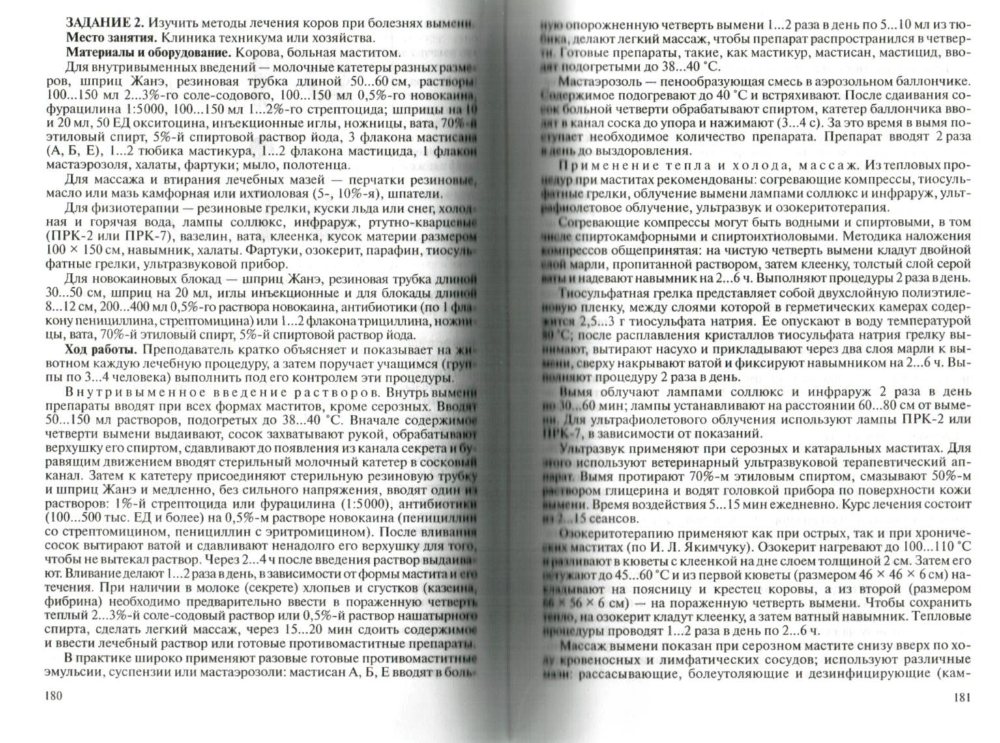 ЗАДАНИЕ 2. Изучить методы лечения коров при болезнях вымени.
Место занятия. Клиника техникума или хозяйства.
Материалы и оборудование. Корова, больная маститом.
Для внутривыменных введений — молочные катетеры разных разме-
ров, шприц Жанэ, резиновая трубка длиной 50...60 см, растворы
100...150 мл 2...3%-го соле-содового, 100...150 мл 0,5%-го новокаина,
фурацилина 1:5000, 100...150 мл 1...2%-го стрептоцида; шприцы на 10
и 20 мл, 50 ЕД окситоцина, инъекционные иглы, ножницы, вата, 70%-й
этиловый спирт, 5%-й спиртовой раствор йода, 3 флакона мастисана
(А, Б, Е), 1...2 тюбика мастикура, 1...2 флакона мастицида, 1 флакон
мастаэрозоля, халаты, фартуки; мыло, полотенца.
Для массажа и втирания лечебных мазей — перчатки резиновые,
масло или мазь камфорная или ихтиоловая (5-, 10%-я), шпатели.
Для физиотерапии — резиновые грелки, куски льда или снег, холод-
ная и горячая вода, лампы соллюкс, инфраруж, ртутно-кварцевые
(ПРК-2 или ПРК-7), вазелин, вата, клеенка, кусок материи размером
100 × 150 см, навымник, халаты. Фартуки, озокерит, парафин, тиосуль-
фатные грелки, ультразвуковой прибор.
Для новокаиновых блокад — шприц Жанэ, резиновая трубка длиной
30...50 см, шприц на 20 мл, иглы инъекционные и для блокады длиной
8...12 см, 200...400 мл 0,5%-го раствора новокаина, антибиотики (по 1 фла-
кону пенициллина, стрептомицина) или 1...2 флакона трициллина, ножни-
цы, вата, 70%-й этиловый спирт, 5%-й спиртовой раствор йода.
Ход работы. Преподаватель кратко объясняет и показывает на жи-
вотном каждую лечебную процедуру, а затем поручает учащимся (груп-
пы по 3...4 человека) выполнить под его контролем эти процедуры.
Внутривыменное введение растворов. Внутрь вымени
препараты вводят при всех формах маститов, кроме серозных. Вводят
50...150 мл растворов, подогретых до 38...40 °С. Вначале содержимое
четверти вымени выдаивают, сосок захватывают рукой, обрабатывают
верхушку его спиртом, сдавливают до появления из канала секрета и бу-
равящим движением вводят стерильный молочный катетер в сосковый
канал. Затем к катетеру присоединяют стерильную резиновую трубку
и шприц Жанэ и медленно, без сильного напряжения, вводят один из
растворов: 1%-й стрептоцида или фурацилина (1:5000), антибиотики
(100...500 тыс. ЕД и более) на 0,5%-м растворе новокаина (пенициллин
со стрептомицином, пенициллин с эритромицином). После вливания
сосок вытирают ватой и сдавливают ненадолго его верхушку для того,
чтобы не вытекал раствор. Через 2...4 ч после введения раствор выдаива-
ют. Вливание делают 1...2 раза в день, в зависимости от формы мастита и его
течения. При наличии в молоке (секрете) хлопьев и сгустков (казеина,
фибрина) необходимо предварительно ввести в пораженную четверть
теплый 2...3%-й соле-содовый раствор или 0,5%-й раствор нашатырного
спирта, сделать легкий массаж, через 15...20 мин сдоить содержимое
и ввести лечебный раствор или готовые противомаститные препараты.
В практике широко применяют разовые готовые противомаститные
эмульсии, суспензии или мастаэрозоли: мастисан А, Б, Е вводят в боль-
180
ную опорожненную четверть вымени 1...2 раза в день по 5...10 мл из тю-
бика, делают легкий массаж, чтобы препарат распространился в четвер-
ти. Готовые препараты, такие, как мастикур, мастисан, мастицид, вво-
дят подогретыми до 38...40 °С.
Мастаэрозоль — пенообразующая смесь в аэрозольном баллончике.
Содержимое подогревают до 40 °С и встряхивают. После сдаивания со-
сок больной четверти обрабатывают спиртом, катетер баллончика вво-
дят в канал соска до упора и нажимают (3...4 с). За это время в вымя по-
ступает необходимое количество препарата. Препарат вводят 2 раза
в день до выздоровления.
Применение тепла и холода, массаж. Из тепловых про-
цедур при маститах рекомендованы: согревающие компрессы, тиосуль-
фатные грелки, облучение вымени лампами соллюкс и инфраруж, ульт-
рафиолетовое облучение, ультразвук и озокеритотерапия.
Согревающие компрессы могут быть водными и спиртовыми, в том
числе спиртокамфорными и спиртоихтиоловыми. Методика наложения
компрессов общепринятая: на чистую четверть вымени кладут двойной
слой марли, пропитанной раствором, затем клеенку, толстый слой серой
ваты и надевают навымник на 2...6 ч. Выполняют процедуры 2 раза в день.
Тиосульфатная грелка представляет собой двухслойную полиэтиле-
новую пленку, между слоями которой в герметических камерах содер-
жится 2,5...3 г тиосульфата натрия. Ее опускают в воду температурой
80 °С; после расплавления кристаллов тиосульфата натрия грелку вы-
нимают, вытирают насухо и прикладывают через два слоя марли к вы-
мени, сверху накрывают ватой и фиксируют навымником на 2...6 ч. Вы-
полняют процедуру 2 раза в день.
Вымя облучают лампами соллюкс и инфраруж 2 раза в день
по 30...60 мин; лампы устанавливают на расстоянии 60...80 см от выме-
ни. Для ультрафиолетового облучения используют лампы ПРК-2 или
ПРК-7, в зависимости от показаний.
Ультразвук применяют при серозных и катаральных маститах. Для
этого используют ветеринарный ультразвуковой терапевтический ап-
парат. Вымя протирают 70%-м этиловым спиртом, смазывают 50%-м
раствором глицерина и водят головкой прибора по поверхности кожи
вымени. Время воздействия 5...15 мин ежедневно. Курс лечения состоит
...15 сеансов.
Озокеритотерапию применяют как при острых, так и при хрониче-
ских маститах (по И. Л. Якимчуку). Озокерит нагревают до 100...110 °С
и разливают в кюветы с клеенкой на дне слоем толщиной 2 см. Затем его
остужают до 45...60 °С и из первой кюветы (размером 46 × 46 × 6 см) на-
кладывают на поясницу и крестец коровы, а из второй (размером
× 56 × 6 см) — на пораженную четверть вымени. Чтобы сохранить
тепло, на озокерит кладут клеенку, а затем ватный навымник. Тепловые
процедуры проводят 1...2 раза в день по 2...6 ч.
Массаж вымени показан при серозном мастите снизу вверх по хо-
ду кровеносных и лимфатических сосудов; используют различные
мази: рассасывающие, болеутоляющие и дезинфицирующие (кам-
181